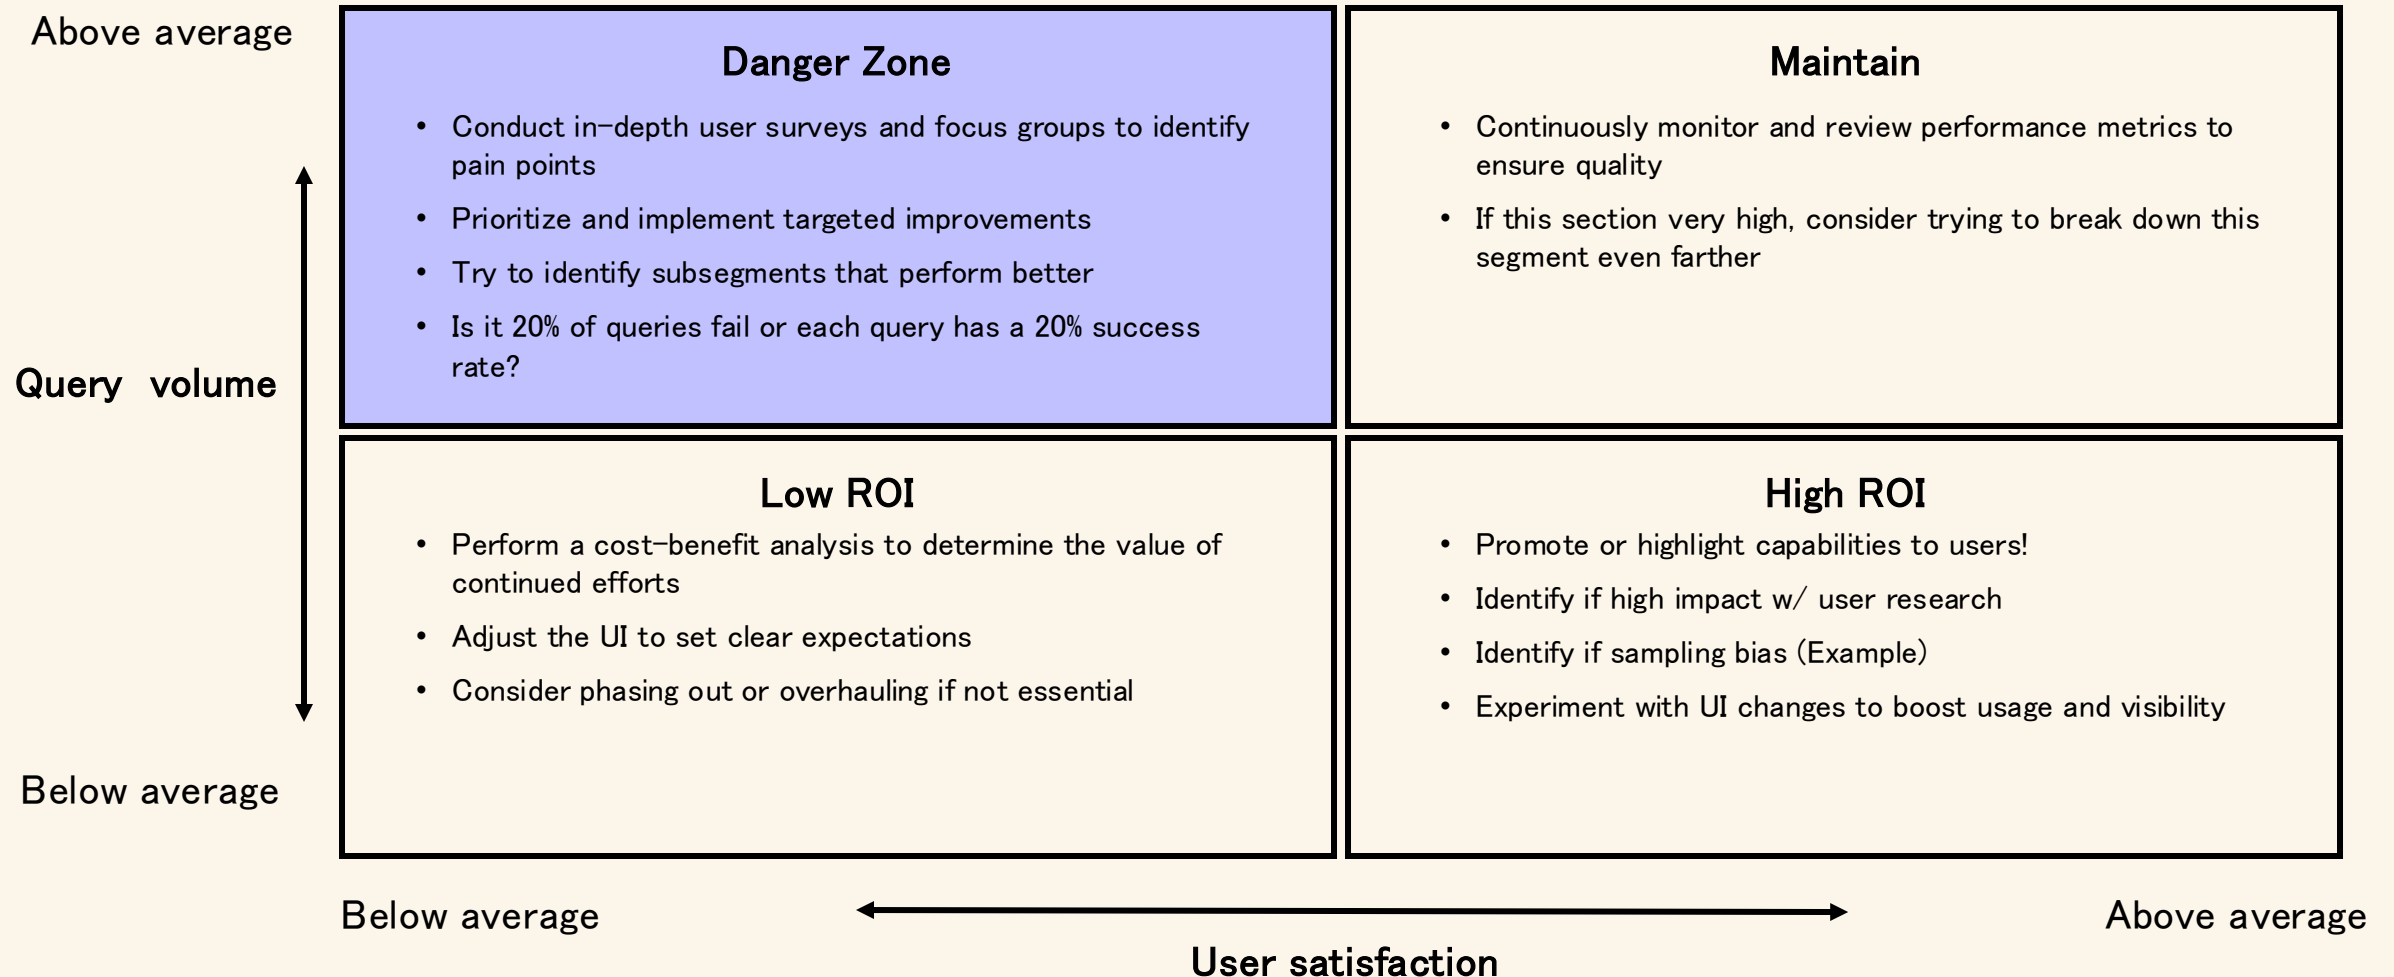 Above average
Danger Zone
• Conduct in-depth user surveys and focus groups to identify
pain points
• Prioritize and implement targeted improvements
• Try to identify subsegments that perform better
• Is it 20% of queries fail or each query has a 20% success
rate?
Maintain
• Continuously monitor and review performance metrics to
ensure quality
• If this section very high, consider trying to break down this
segment even farther
Query volume
Low ROI
• Perform a cost-benefit analysis to determine the value of
continued efforts
• Adjust the UI to set clear expectations
• Consider phasing out or overhauling if not essential
High ROI
• Promote or highlight capabilities to users!
• Identify if high impact w/ user research
• Identify if sampling bias (Example)
• Experiment with UI changes to boost usage and visibility
Below average
Below average
Above average
User satisfaction